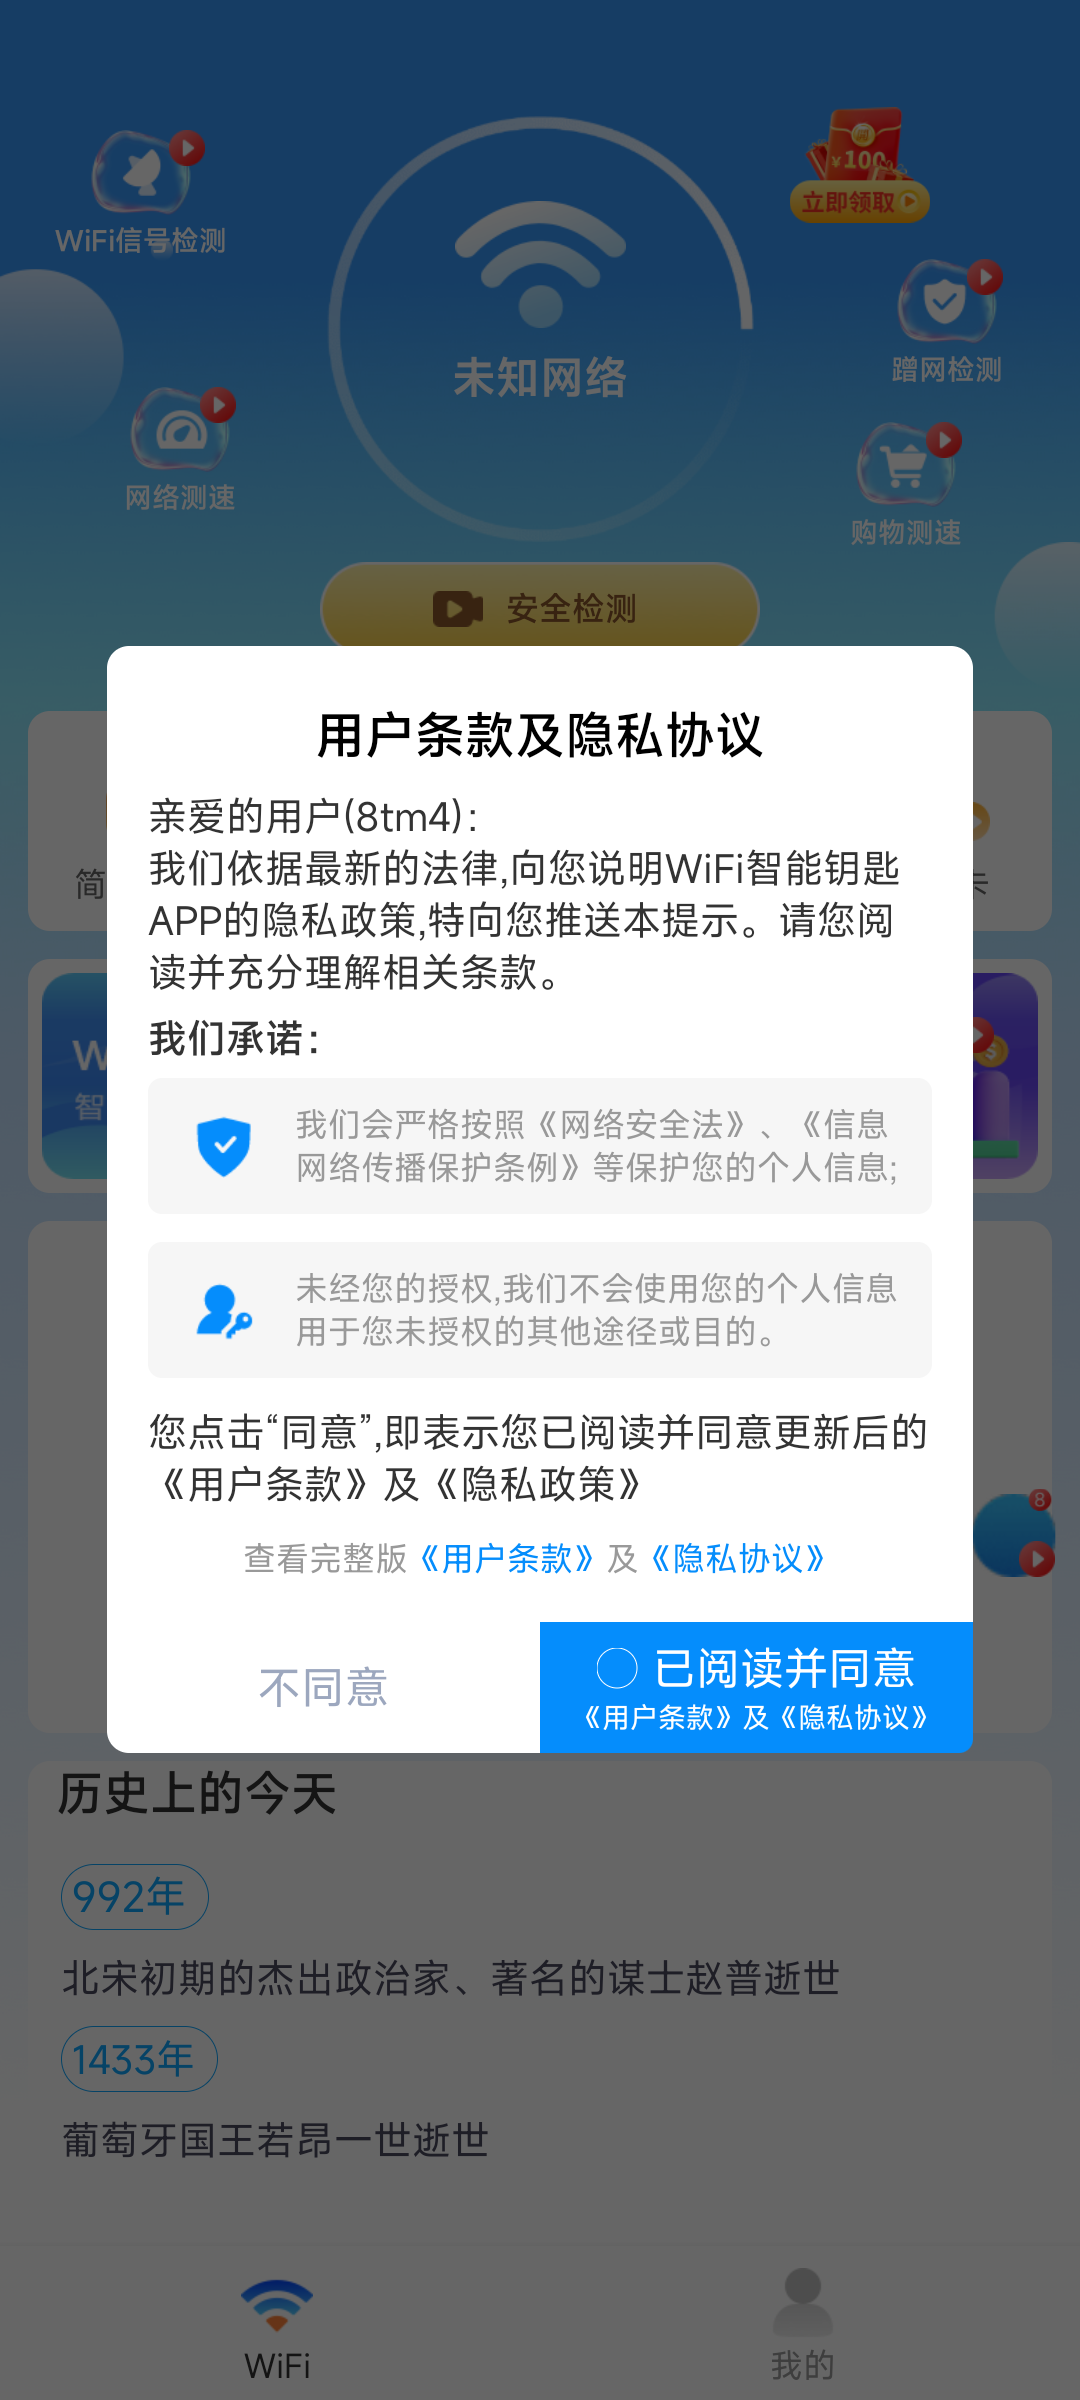 ¥100
立即领取
WiFi信号检测
未知网络
蹭网检测
网络测速
购物测速
安全检测
用户条款及隐私协议
亲爱的用户(8tm4):
我们依据最新的法律,向您说明WiFi智能钥匙
APP的隐私政策,特向您推送本提示。请您阅
读并充分理解相关条款。
我们承诺:
我们会严格按照《网络安全法》、《信息
网络传播保护条例》等保护您的个人信息;
未经您的授权,我们不会使用您的个人信息
用于您未授权的其他途径或目的。
您点击“同意”,即表示您已阅读并同意更新后的
《用户条款》及《隐私政策》
查看完整版《用户条款》及《隐私协议》
不同意
已阅读并同意
《用户条款》及《隐私协议》
简
卡
W
智
$
8
历史上的今天
992年
北宋初期的杰出政治家、著名的谋士赵普逝世
1433年
葡萄牙国王若昂一世逝世
WiFi
我的